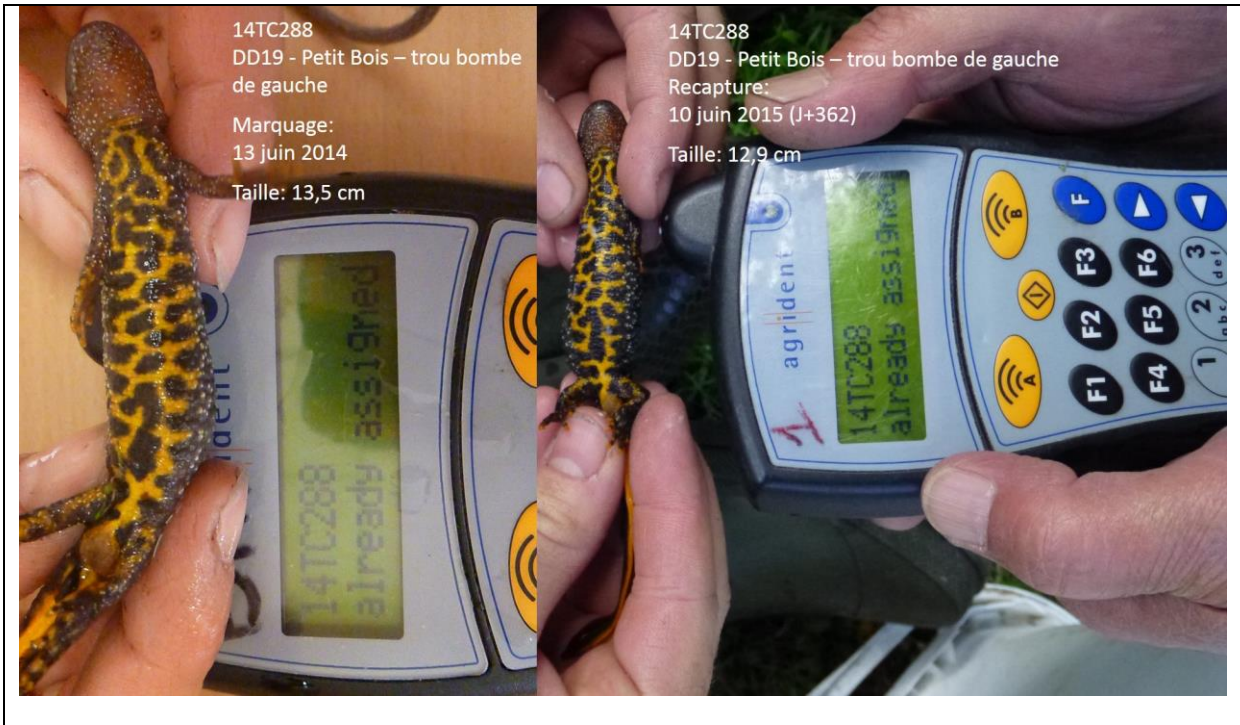 14TC288
DD19 - Petit Bois – trou bombe
de gauche
Marquage:
13 juin 2014
Taille: 13,5 cm
ident
14TC288
already assigned
14TC288
DD19 - Petit Bois – trou bombe de gauche
Recapture:
10 juin 2015 (J+362)
Taille: 12,9 cm
agrident
1
14TC288
already assigned
A
B
F1 F2 F3 F
F4 F5 F6
1 2 abc 3 def